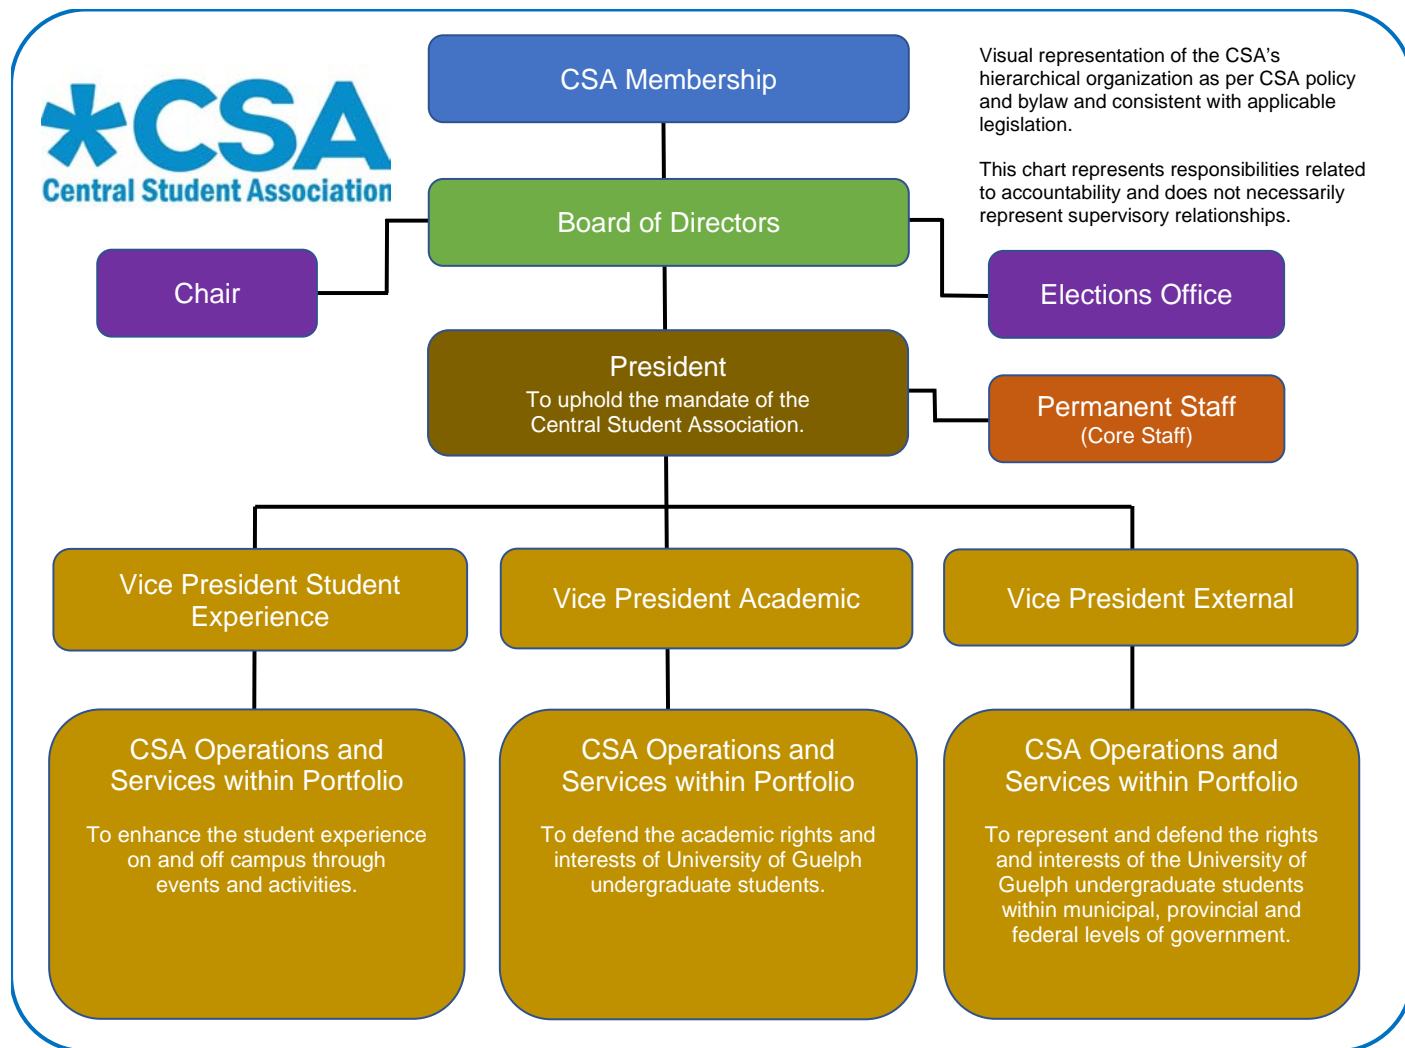 CSA Membership
Visual representation of the CSA's
hierarchical organization as per CSA policy
and bylaw and consistent with applicable
legislation.
This chart represents responsibilities related
to accountability and does not necessarily
represent supervisory relationships.
*CSA
Central Student Association
Board of Directors
Chair
Elections Office
President
To uphold the mandate of the
Central Student Association.
Permanent Staff
(Core Staff)
Vice President Student
Experience
Vice President Academic
Vice President External
CSA Operations and
Services within Portfolio
To enhance the student experience
on and off campus through
events and activities.
CSA Operations and
Services within Portfolio
To defend the academic rights and
interests of University of Guelph
undergraduate students.
CSA Operations and
Services within Portfolio
To represent and defend the rights
and interests of the University of
Guelph undergraduate students
within municipal, provincial and
federal levels of government.